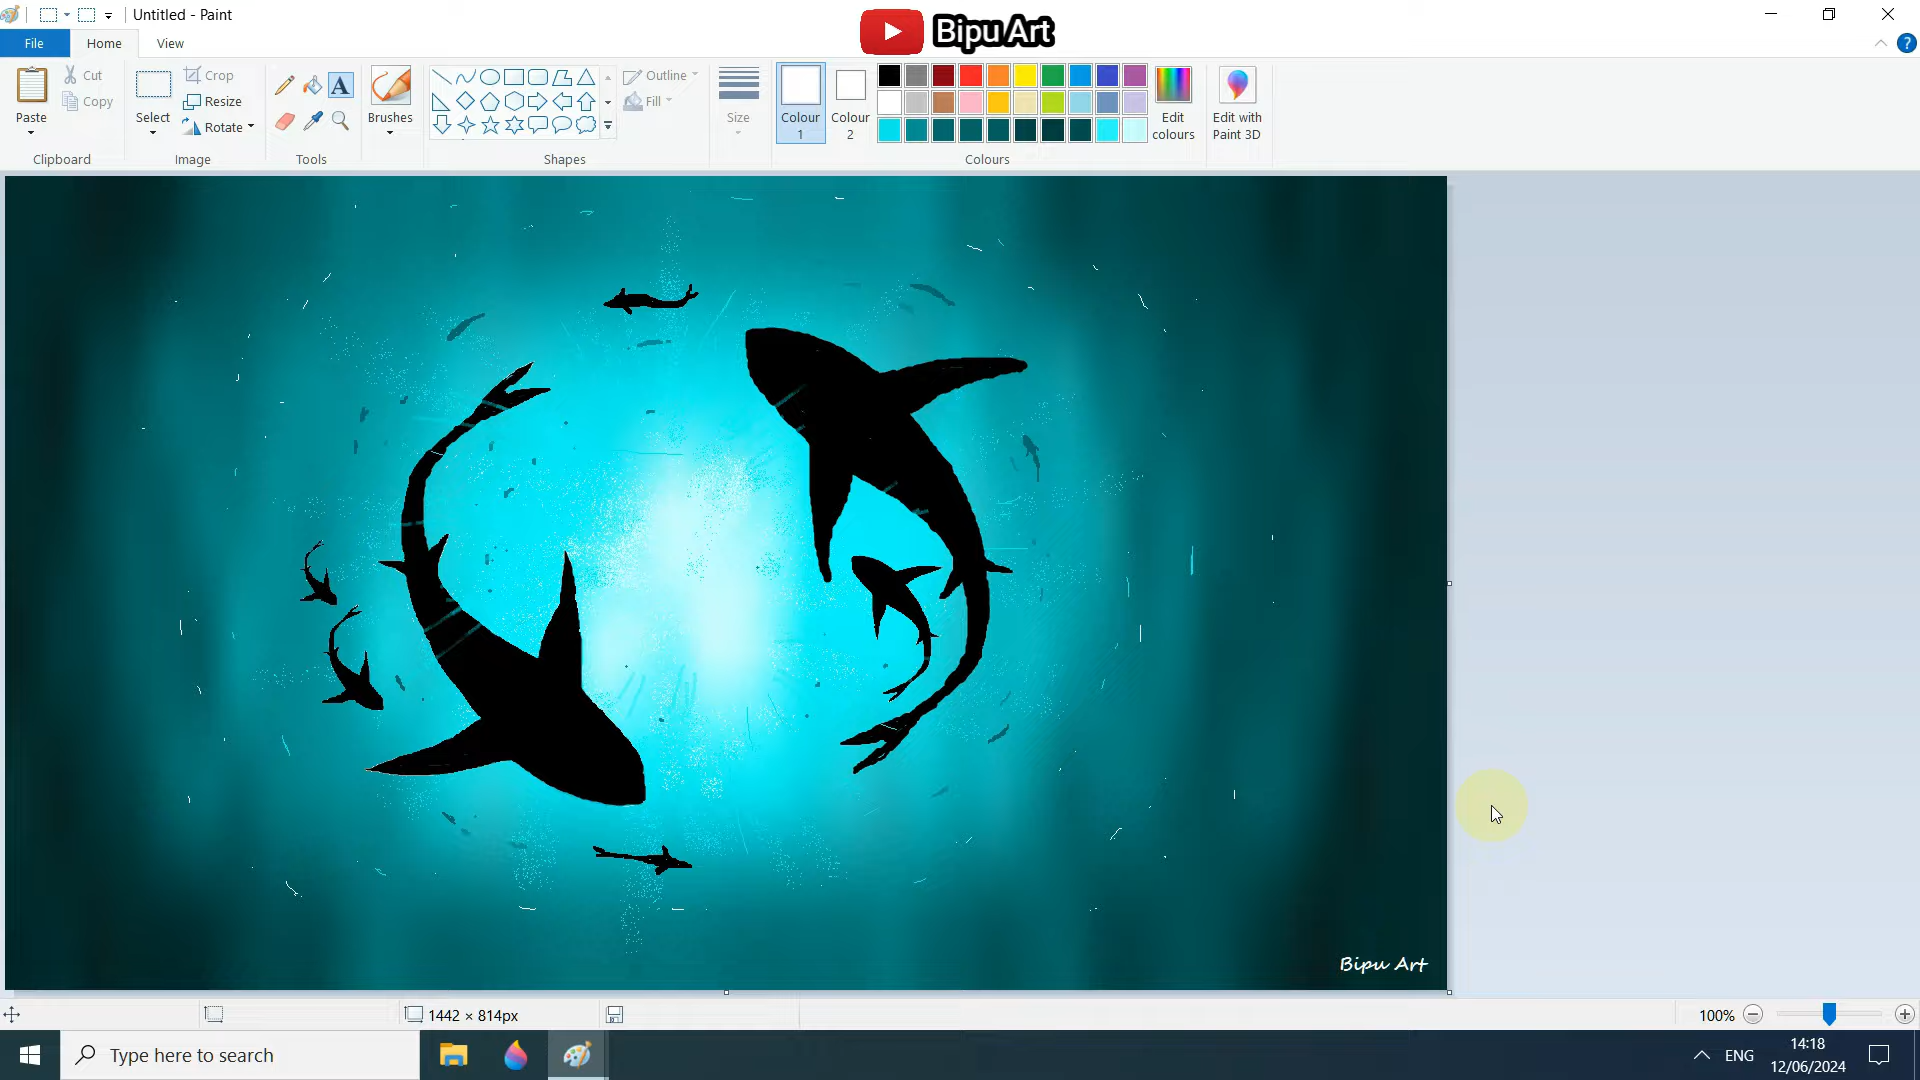 Untitled - Paint
Bipu Art
File
Home
View
Paste
Cut
Copy
Clipboard
Select
Crop
Resize
Rotate
Image
Tools
Brushes
Shapes
Outline
Fill
Size
Colour
1
Colour
2
Colours
Edit
colours
Edit with
Paint 3D
?
A
Bipu Art
1442 × 814px
100%
Type here to search
ENG
14:18
12/06/2024